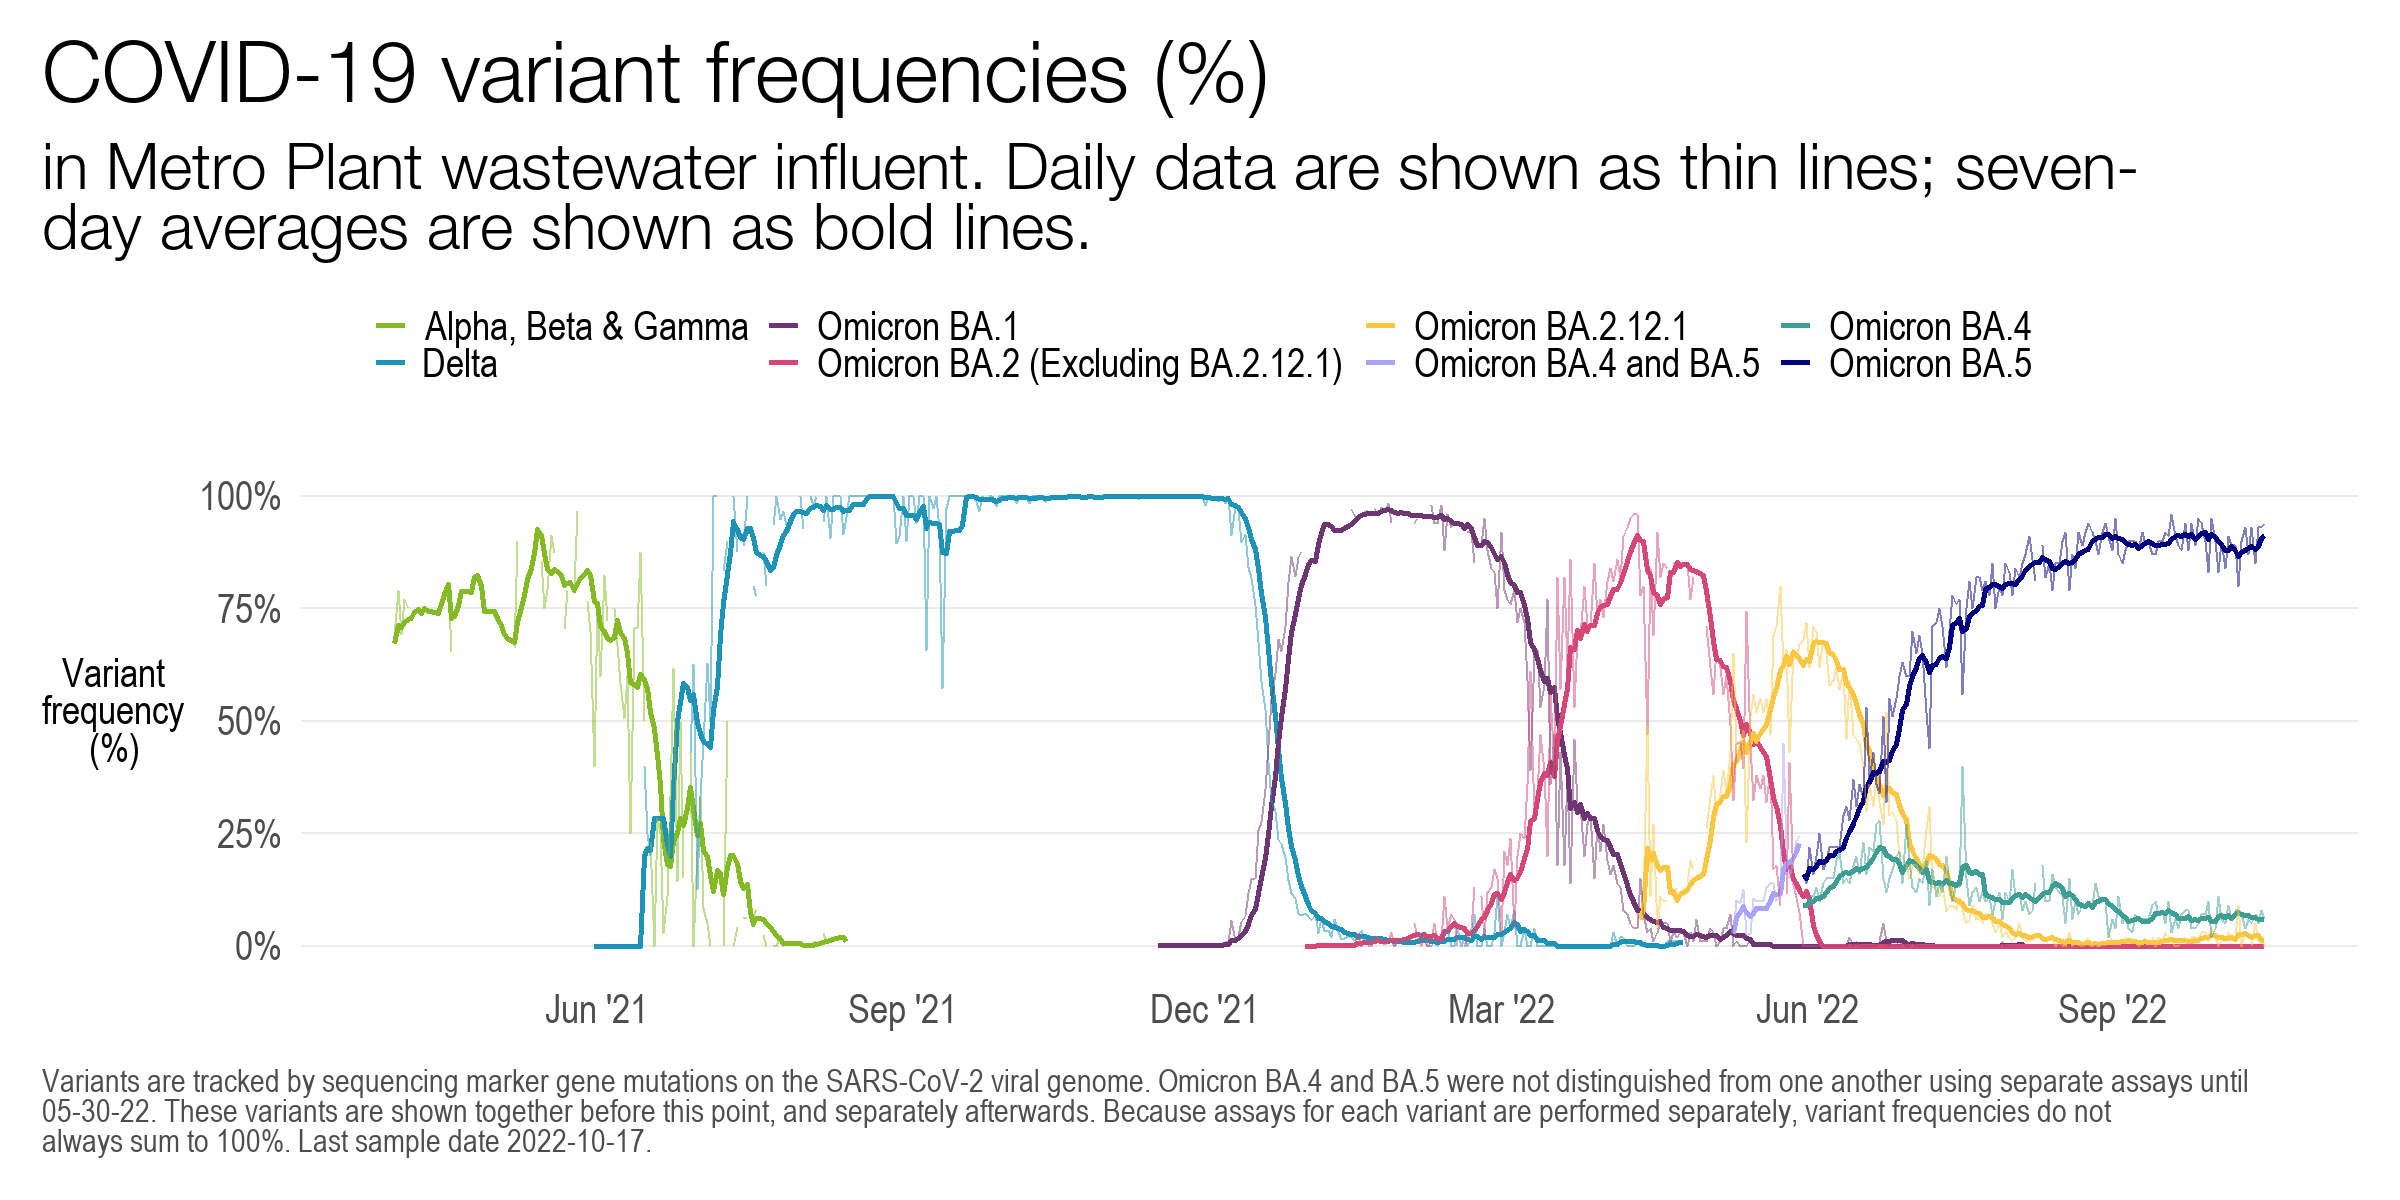 COVID-19 variant frequencies (%)
in Metro Plant wastewater influent. Daily data are shown as thin lines; seven-
day averages are shown as bold lines.
Alpha, Beta & Gamma
Omicron BA.1
Omicron BA.2.12.1
Omicron BA.4
Delta
Omicron BA.2 (Excluding BA.2.12.1)
Omicron BA.4 and BA.5
Omicron BA.5
100%
75%
50%
25%
0%
Variant
frequency
(%)
Jun '21
Sep '21
Dec '21
Mar '22
Jun '22
Sep '22
Variants are tracked by sequencing marker gene mutations on the SARS-CoV-2 viral genome. Omicron BA.4 and BA.5 were not distinguished from one another using separate assays until
05-30-22. These variants are shown together before this point, and separately afterwards. Because assays for each variant are performed separately, variant frequencies do not
always sum to 100%. Last sample date 2022-10-17.